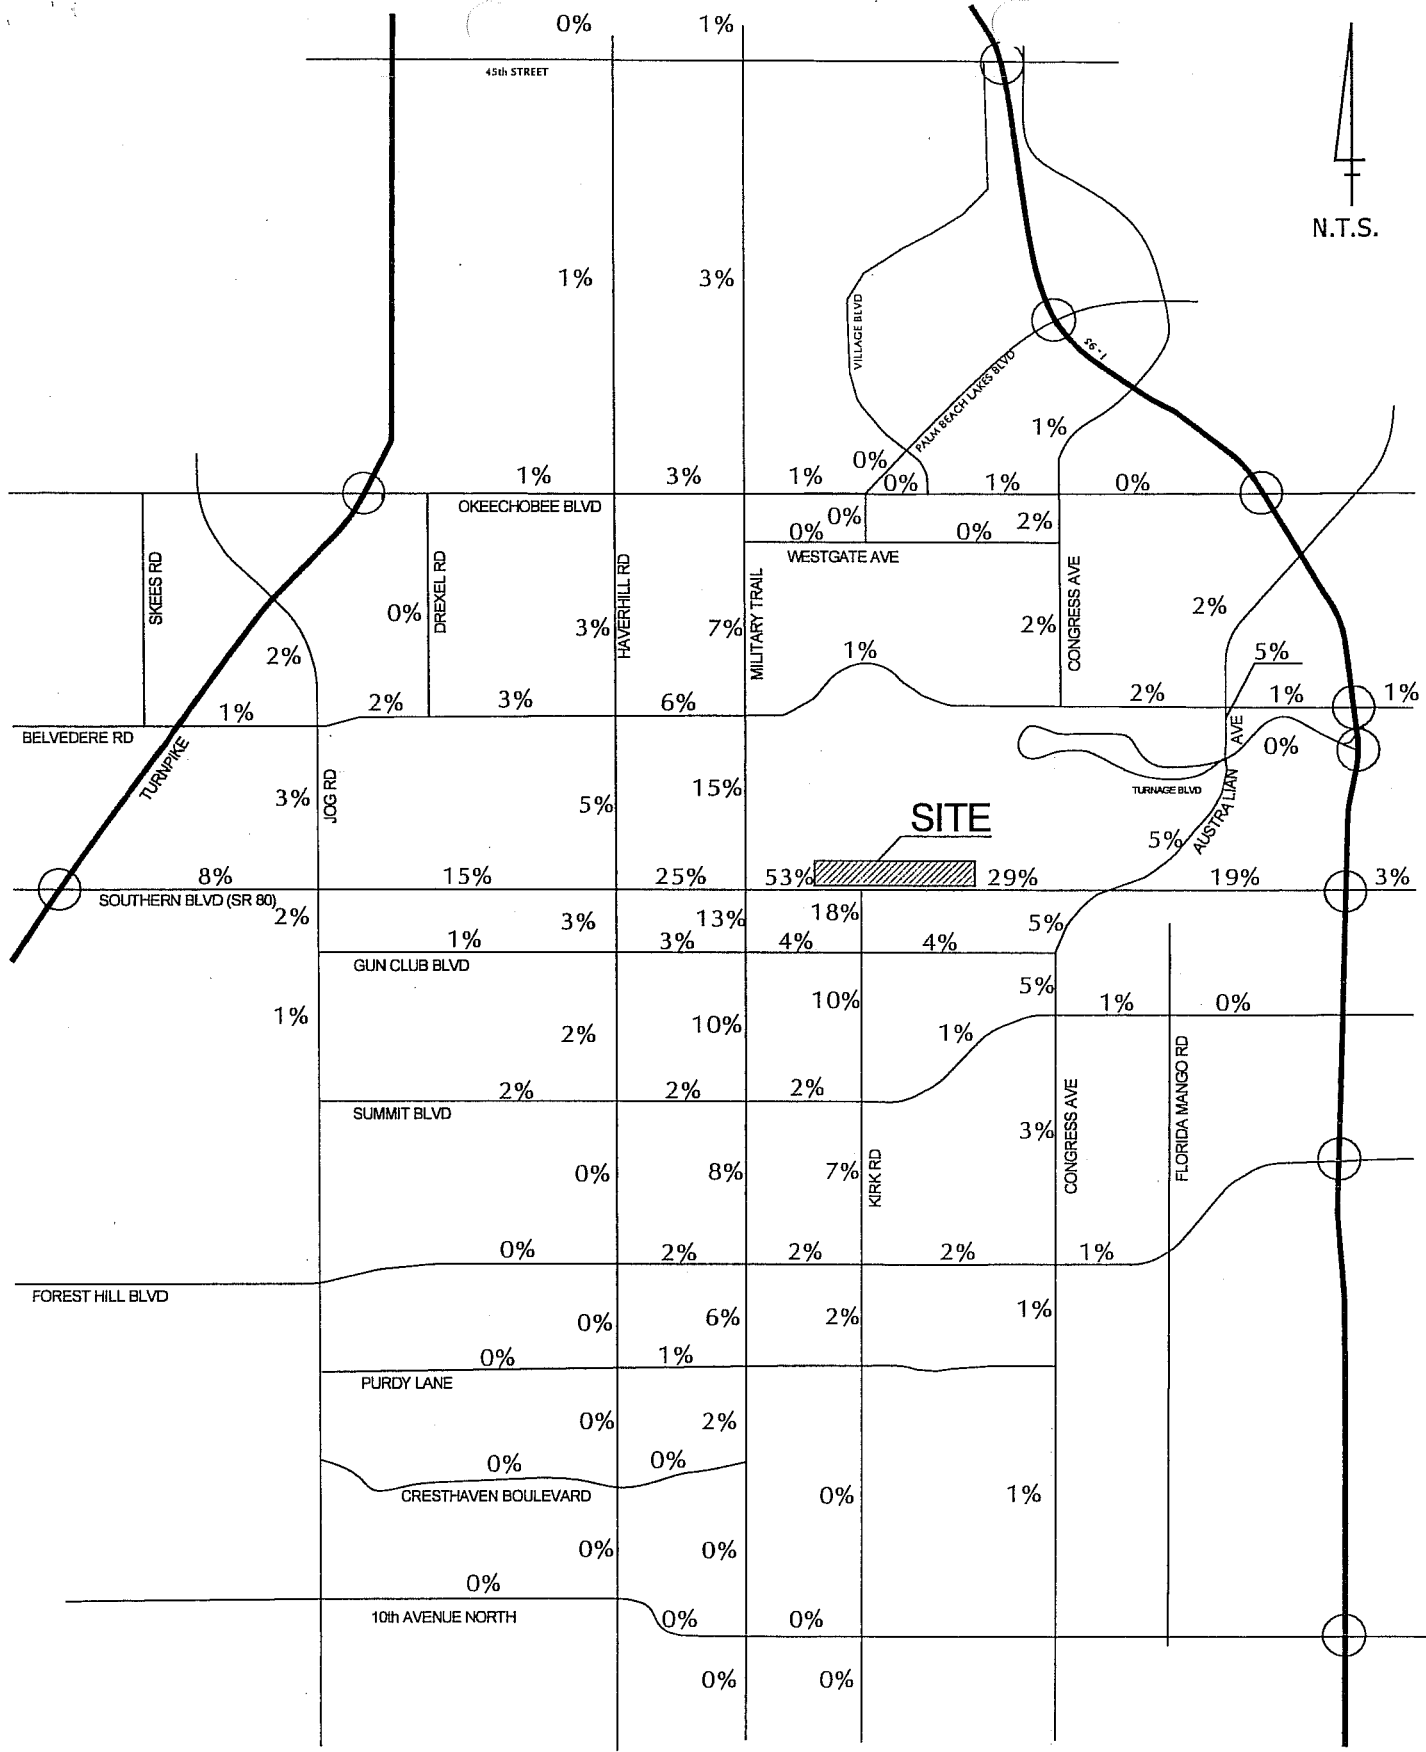 0% 1%
45th STREET
N.T.S.
1% 3%
VILLAGE BLVD
PALM BEACH LAKES BLVD
I-95
1%
1% 3% 1% 0% 0% 1% 0%
OKEECHOBEE BLVD
0% 0% 0% 2%
WESTGATE AVE
SKEES RD
DREXEL RD
HAVERHILL RD
MILITARY TRAIL
CONGRESS AVE
0% 3% 7% 2% 2%
2% 1% 5%
1% 2% 3% 6% 2% 1% 1%
BELVEDERE RD
TURNPIKE
JOG RD
AVE
0%
TURNAGE BLVD
AUSTRALIAN
3% 5% 15%
SITE
5%
8% 15% 25% 53% 29% 19% 3%
SOUTHERN BLVD (SR 80)
2% 3% 13% 18% 5%
1% 3% 4% 4%
GUN CLUB BLVD
1% 2% 10% 10% 5%
1% 1% 0%
2% 2% 2%
SUMMIT BLVD
FLORIDA MANGO RD
CONGRESS AVE
KIRK RD
0% 8% 7% 3%
0% 2% 2% 2% 1%
FOREST HILL BLVD
0% 6% 2% 1%
0% 1%
PURDY LANE
0% 2%
0% 0%
CRESTHAVEN BOULEVARD
0% 1%
0% 0%
0%
10th AVENUE NORTH
0% 0%
0% 0%